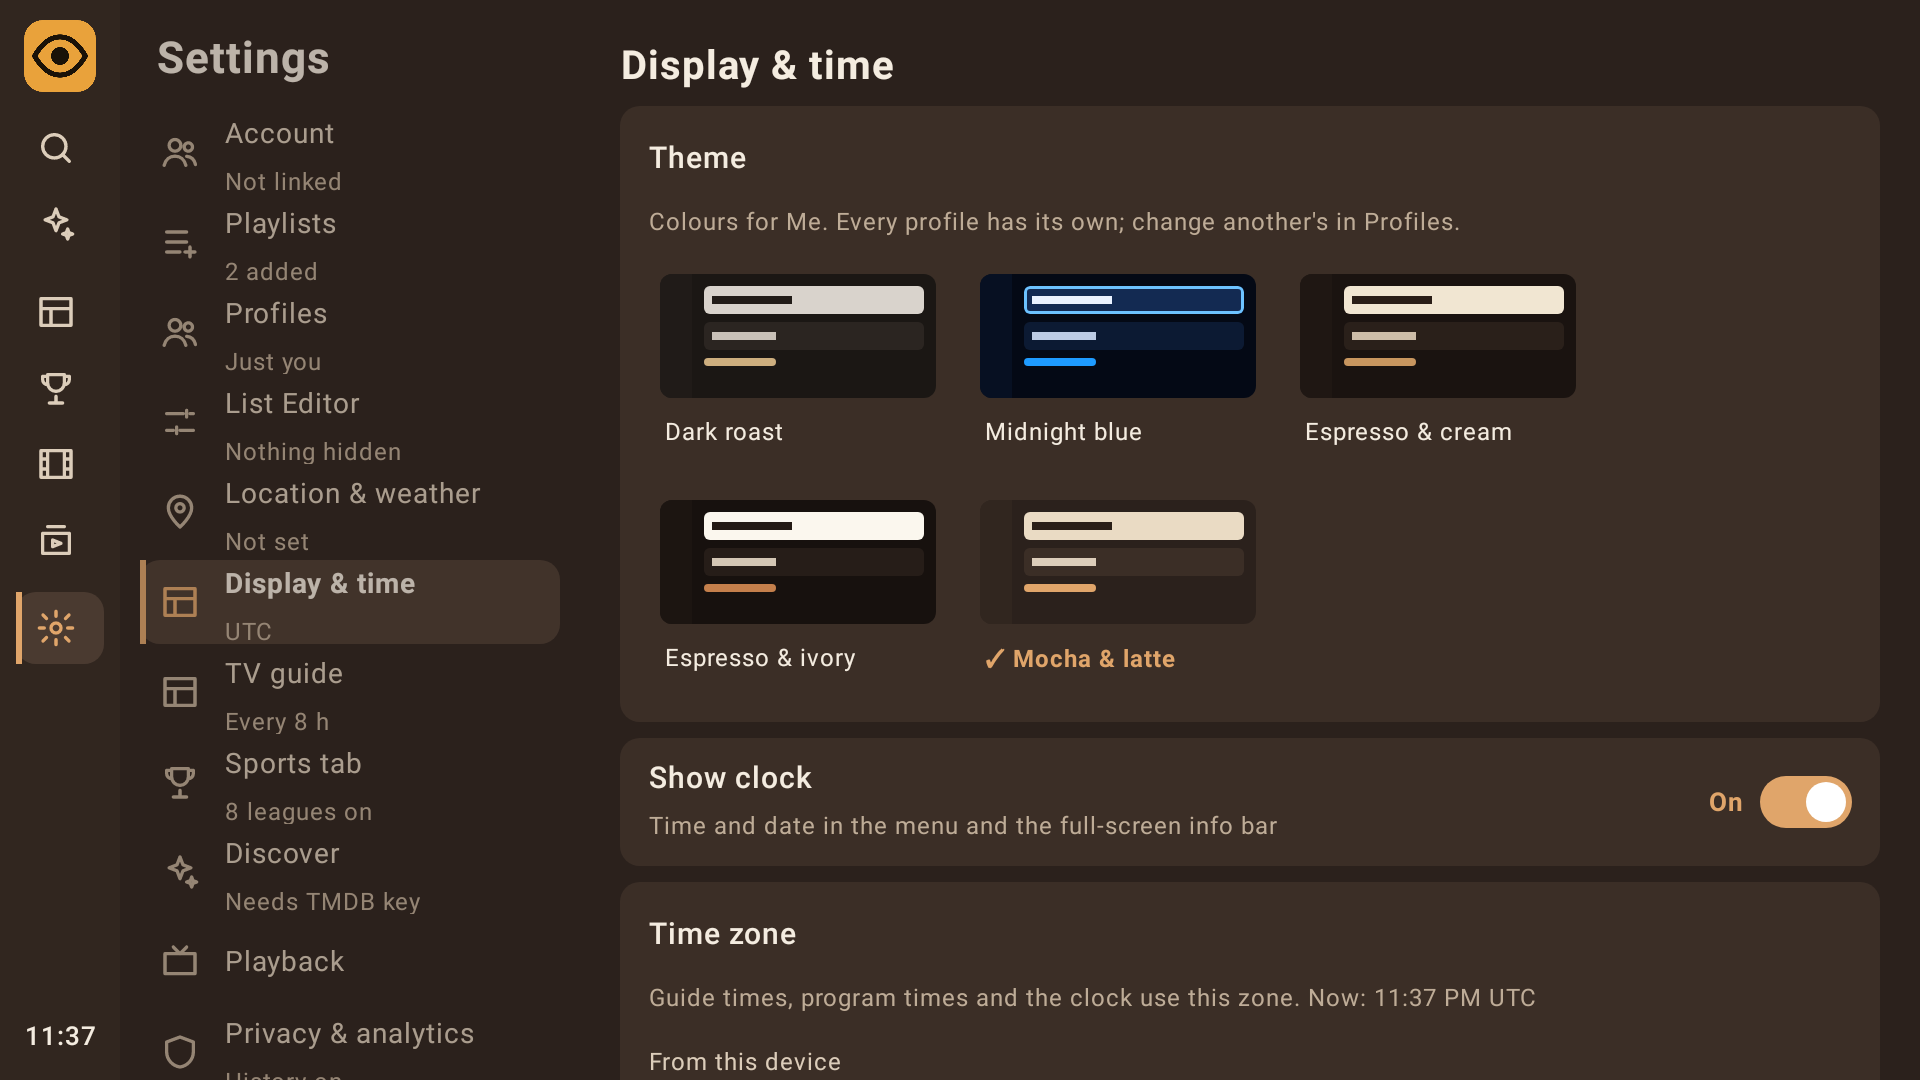 Settings
Account
Not linked
Playlists
2 added
Profiles
Just you
List Editor
Nothing hidden
Location & weather
Not set
Display & time
UTC
TV guide
Every 8 h
Sports tab
8 leagues on
Discover
Needs TMDB key
Playback
Privacy & analytics
History on
11:37
Display & time
Theme
Colours for Me. Every profile has its own; change another's in Profiles.
Dark roast
Midnight blue
Espresso & cream
Espresso & ivory
✓ Mocha & latte
Show clock
Time and date in the menu and the full-screen info bar
On
Time zone
Guide times, program times and the clock use this zone. Now: 11:37 PM UTC
From this device